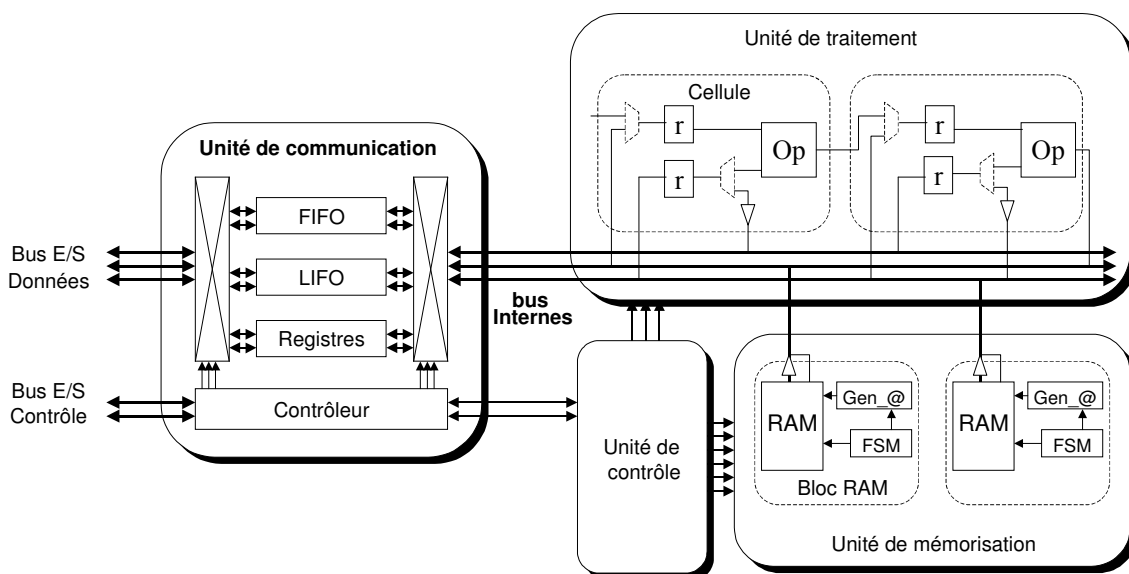 Unité de traitement
Cellule
r
Op
r
r
Op
r
Unité de communication
FIFO
LIFO
Registres
Contrôleur
Bus E/S
Données
Bus E/S
Contrôle
bus
Internes
Unité de
contrôle
RAM
Gen_@
FSM
Bloc RAM
RAM
Gen_@
FSM
Unité de mémorisation